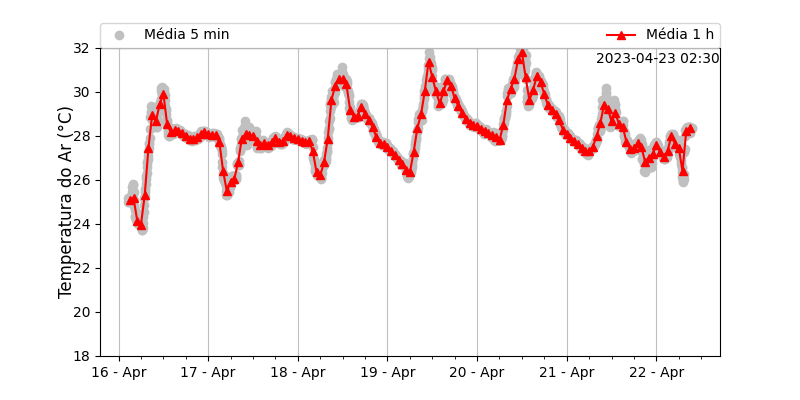 Média 5 min
Média 1 h
2023-04-23 02:30
Temperatura do Ar (°C)
32
30
28
26
24
22
20
18
16 - Apr
17 - Apr
18 - Apr
19 - Apr
20 - Apr
21 - Apr
22 - Apr